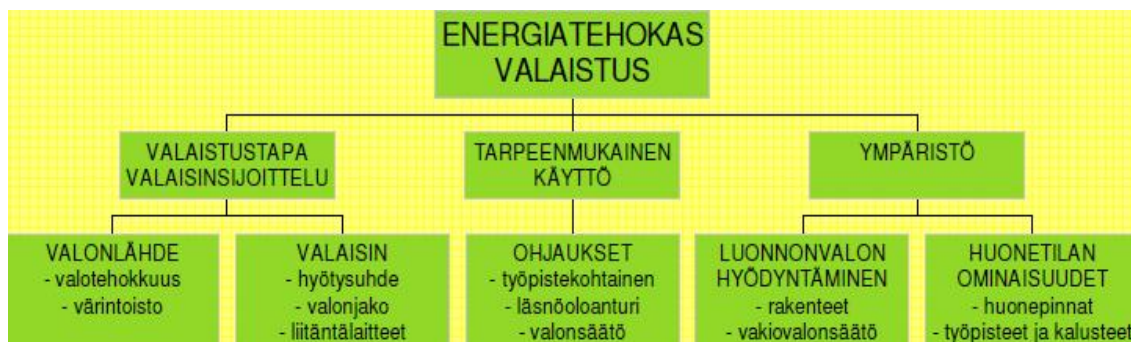 ENERGIATEHOKAS
VALAISTUS
VALAISTUSTAPA
VALAISINSIJOITTELU
TARPEENMUKAINEN
KÄYTTÖ
YMPÄRISTÖ
VALONLÄHDE
- valotehokkuus
- värintoisto
VALAISIN
- hyötysuhde
- valonjako
- liitäntälaitteet
OHJAUKSET
- työpistekohtainen
- läsnöoloanturi
- valonsäätö
LUONNONVALON
HYÖDYNTÄMINEN
- rakenteet
- vakiovalonsäätö
HUONETILAN
OMINAISUUDET
- huonepinnat
- työpisteet ja kalusteet